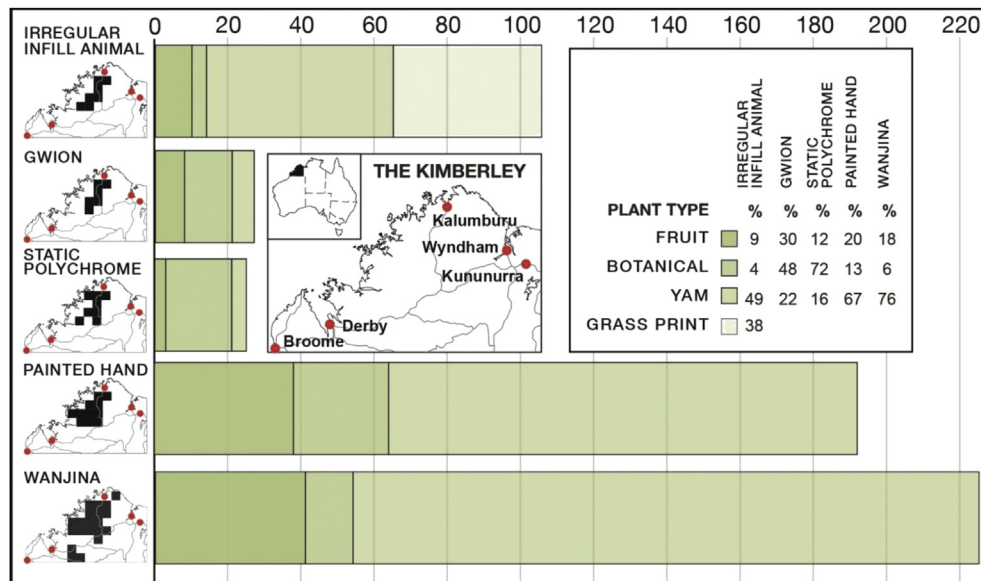 0 20 40 60 80 100 120 140 160 180 200 220
IRREGULAR
INFILL ANIMAL
GWION
STATIC
POLYCHROME
PAINTED HAND
WANJINA
THE KIMBERLEY
Kalumburu
Wyndham
Kununurra
Derby
Broome
IRREGULAR
INFILL ANIMAL
GWION
STATIC
POLYCHROME
PAINTED HAND
WANJINA
PLANT TYPE % % % % %
FRUIT 9 30 12 20 18
BOTANICAL 4 48 72 13 6
YAM 49 22 16 67 76
GRASS PRINT 38